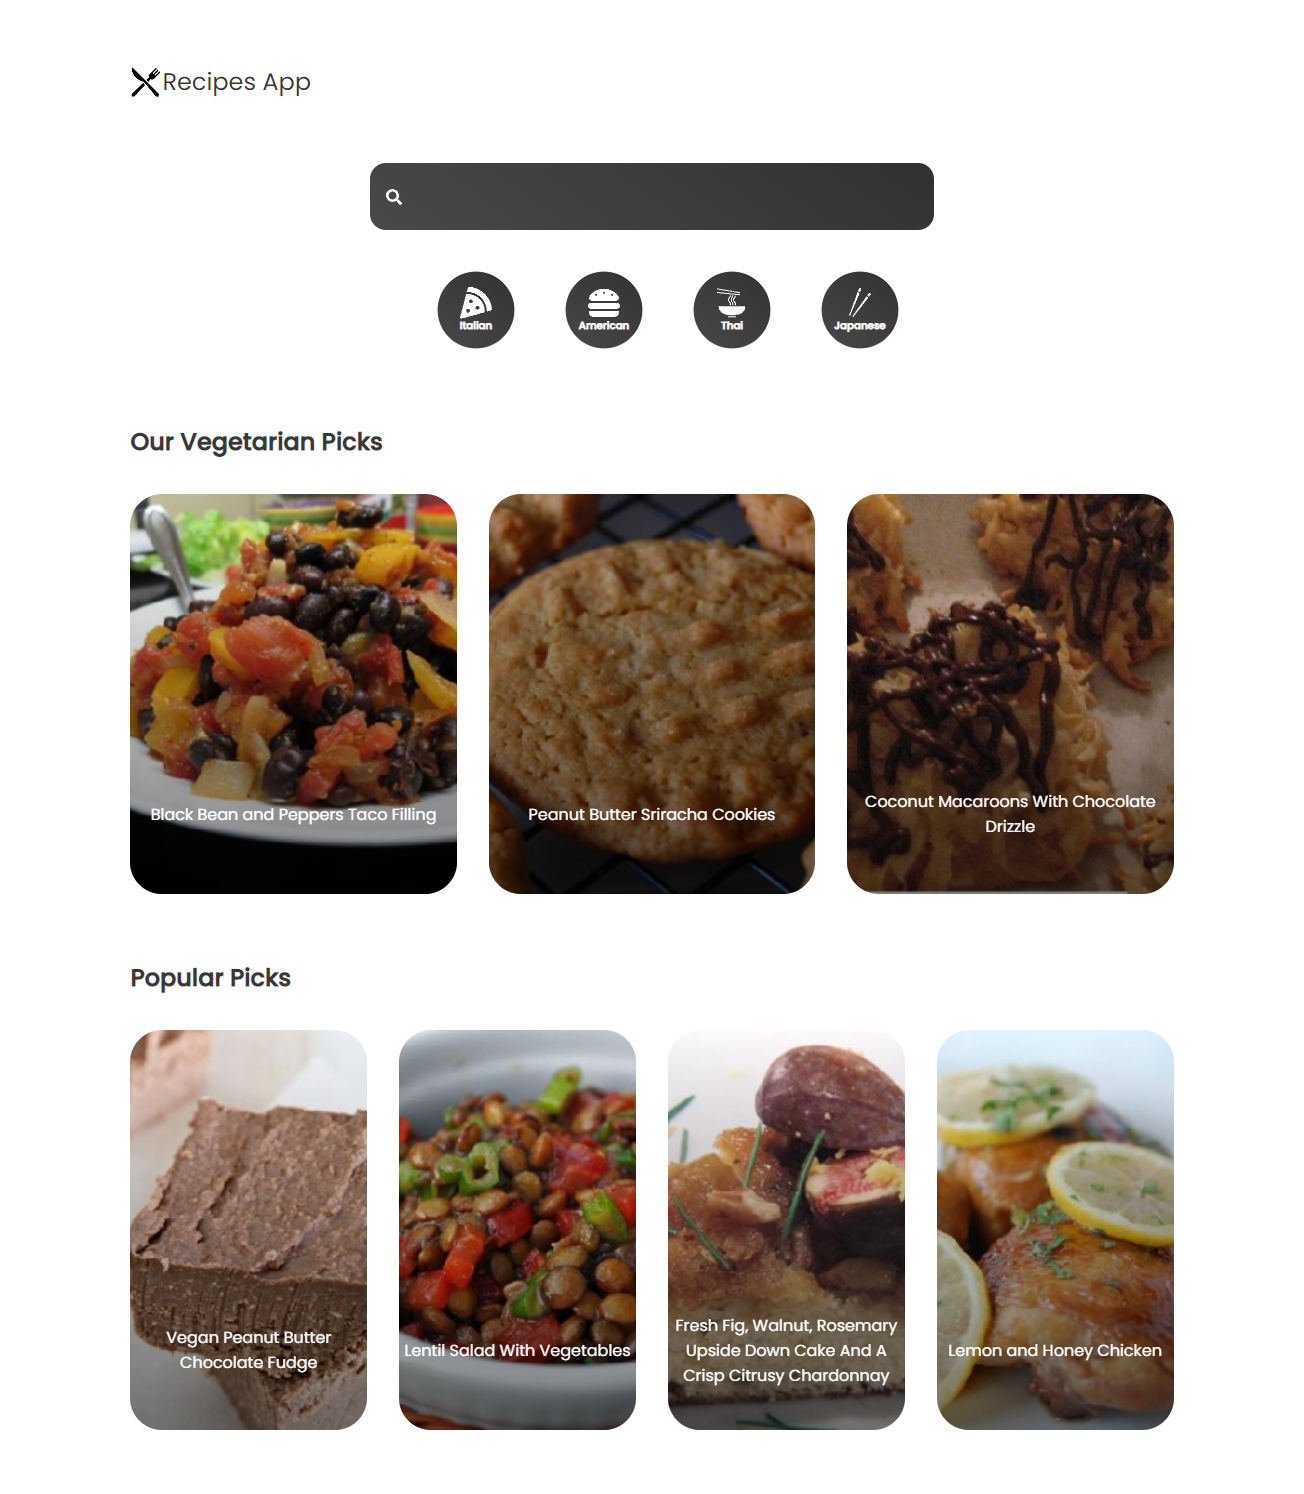 Recipes App
Italian
American
Thai
Japanese
Our Vegetarian Picks
Black Bean and Peppers Taco Filling
Peanut Butter Sriracha Cookies
Coconut Macaroons With Chocolate
Drizzle
Popular Picks
Vegan Peanut Butter
Chocolate Fudge
Lentil Salad With Vegetables
Fresh Fig, Walnut, Rosemary
Upside Down Cake And A
Crisp Citrusy Chardonnay
Lemon and Honey Chicken